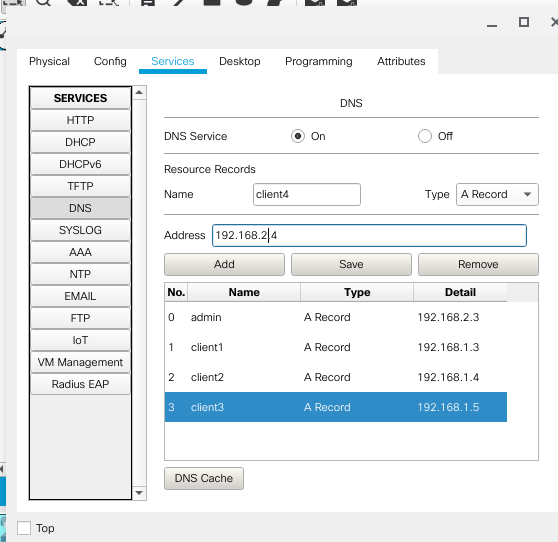 Physical Config Services Desktop Programming Attributes
SERVICES
HTTP
DHCP
DHCPv6
TFTP
DNS
SYSLOG
AAA
NTP
EMAIL
FTP
IoT
VM Management
Radius EAP
DNS
DNS Service On Off
Resource Records
Name client4 Type A Record
Address 192.168.2.4
Add Save Remove
No. Name Type Detail
0 admin A Record 192.168.2.3
1 client1 A Record 192.168.1.3
2 client2 A Record 192.168.1.4
3 client3 A Record 192.168.1.5
DNS Cache
Top